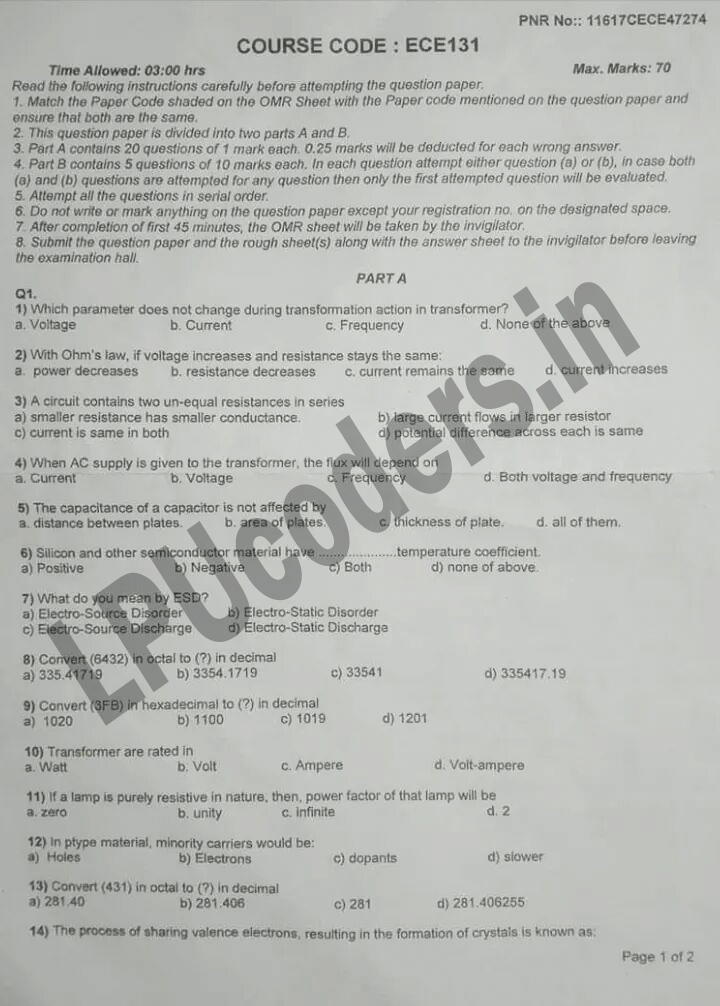 PNR No:: 11617CECE47274
COURSE CODE : ECE131
Time Allowed: 03:00 hrs Max. Marks: 70
Read the following instructions carefully before attempting the question paper.
1. Match the Paper Code shaded on the OMR Sheet with the Paper code mentioned on the question paper and
ensure that both are the same.
2. This question paper is divided into two parts A and B.
3. Part A contains 20 questions of 1 mark each. 0.25 marks will be deducted for each wrong answer.
4. Part B contains 5 questions of 10 marks each. In each question attempt either question (a) or (b), in case both
(a) and (b) questions are attempted for any question then only the first attempted question will be evaluated.
5. Attempt all the questions in serial order.
6. Do not write or mark anything on the question paper except your registration no. on the designated space.
7. After completion of first 45 minutes, the OMR sheet will be taken by the invigilator.
8. Submit the question paper and the rough sheet(s) along with the answer sheet to the invigilator before leaving
the examination hall.
PART A
Q1.
1) Which parameter does not change during transformation action in transformer?
a. Voltage b. Current c. Frequency d. None of the above
2) With Ohm's law, if voltage increases and resistance stays the same:
a. power decreases b. resistance decreases c. current remains the same d. current increases
3) A circuit contains two un-equal resistances in series
a) smaller resistance has smaller conductance. b) large current flows in larger resistor
c) current is same in both d) potential difference across each is same
4) When AC supply is given to the transformer, the flux will depend on
a. Current b. Voltage c. Frequency d. Both voltage and frequency
5) The capacitance of a capacitor is not affected by
a. distance between plates. b. area of plates. c. thickness of plate. d. all of them.
6) Silicon and other semiconductor material have ......................temperature coefficient.
a) Positive b) Negative c) Both d) none of above.
7) What do you mean by ESD?
a) Electro-Source Disorder b) Electro-Static Disorder
c) Electro-Source Discharge d) Electro-Static Discharge
8) Convert (6432) in octal to (?) in decimal
a) 335.41719 b) 3354.1719 c) 33541 d) 335417.19
9) Convert (3FB) in hexadecimal to (?) in decimal
a) 1020 b) 1100 c) 1019 d) 1201
10) Transformer are rated in
a. Watt b. Volt c. Ampere d. Volt-ampere
11) If a lamp is purely resistive in nature, then, power factor of that lamp will be
a. zero b. unity c. infinite d. 2
12) In ptype material, minority carriers would be:
a) Holes b) Electrons c) dopants d) slower
13) Convert (431) in octal to (?) in decimal
a) 281.40 b) 281.406 c) 281 d) 281.406255
14) The process of sharing valence electrons, resulting in the formation of crystals is known as:
Page 1 of 2
LPUcoders.in